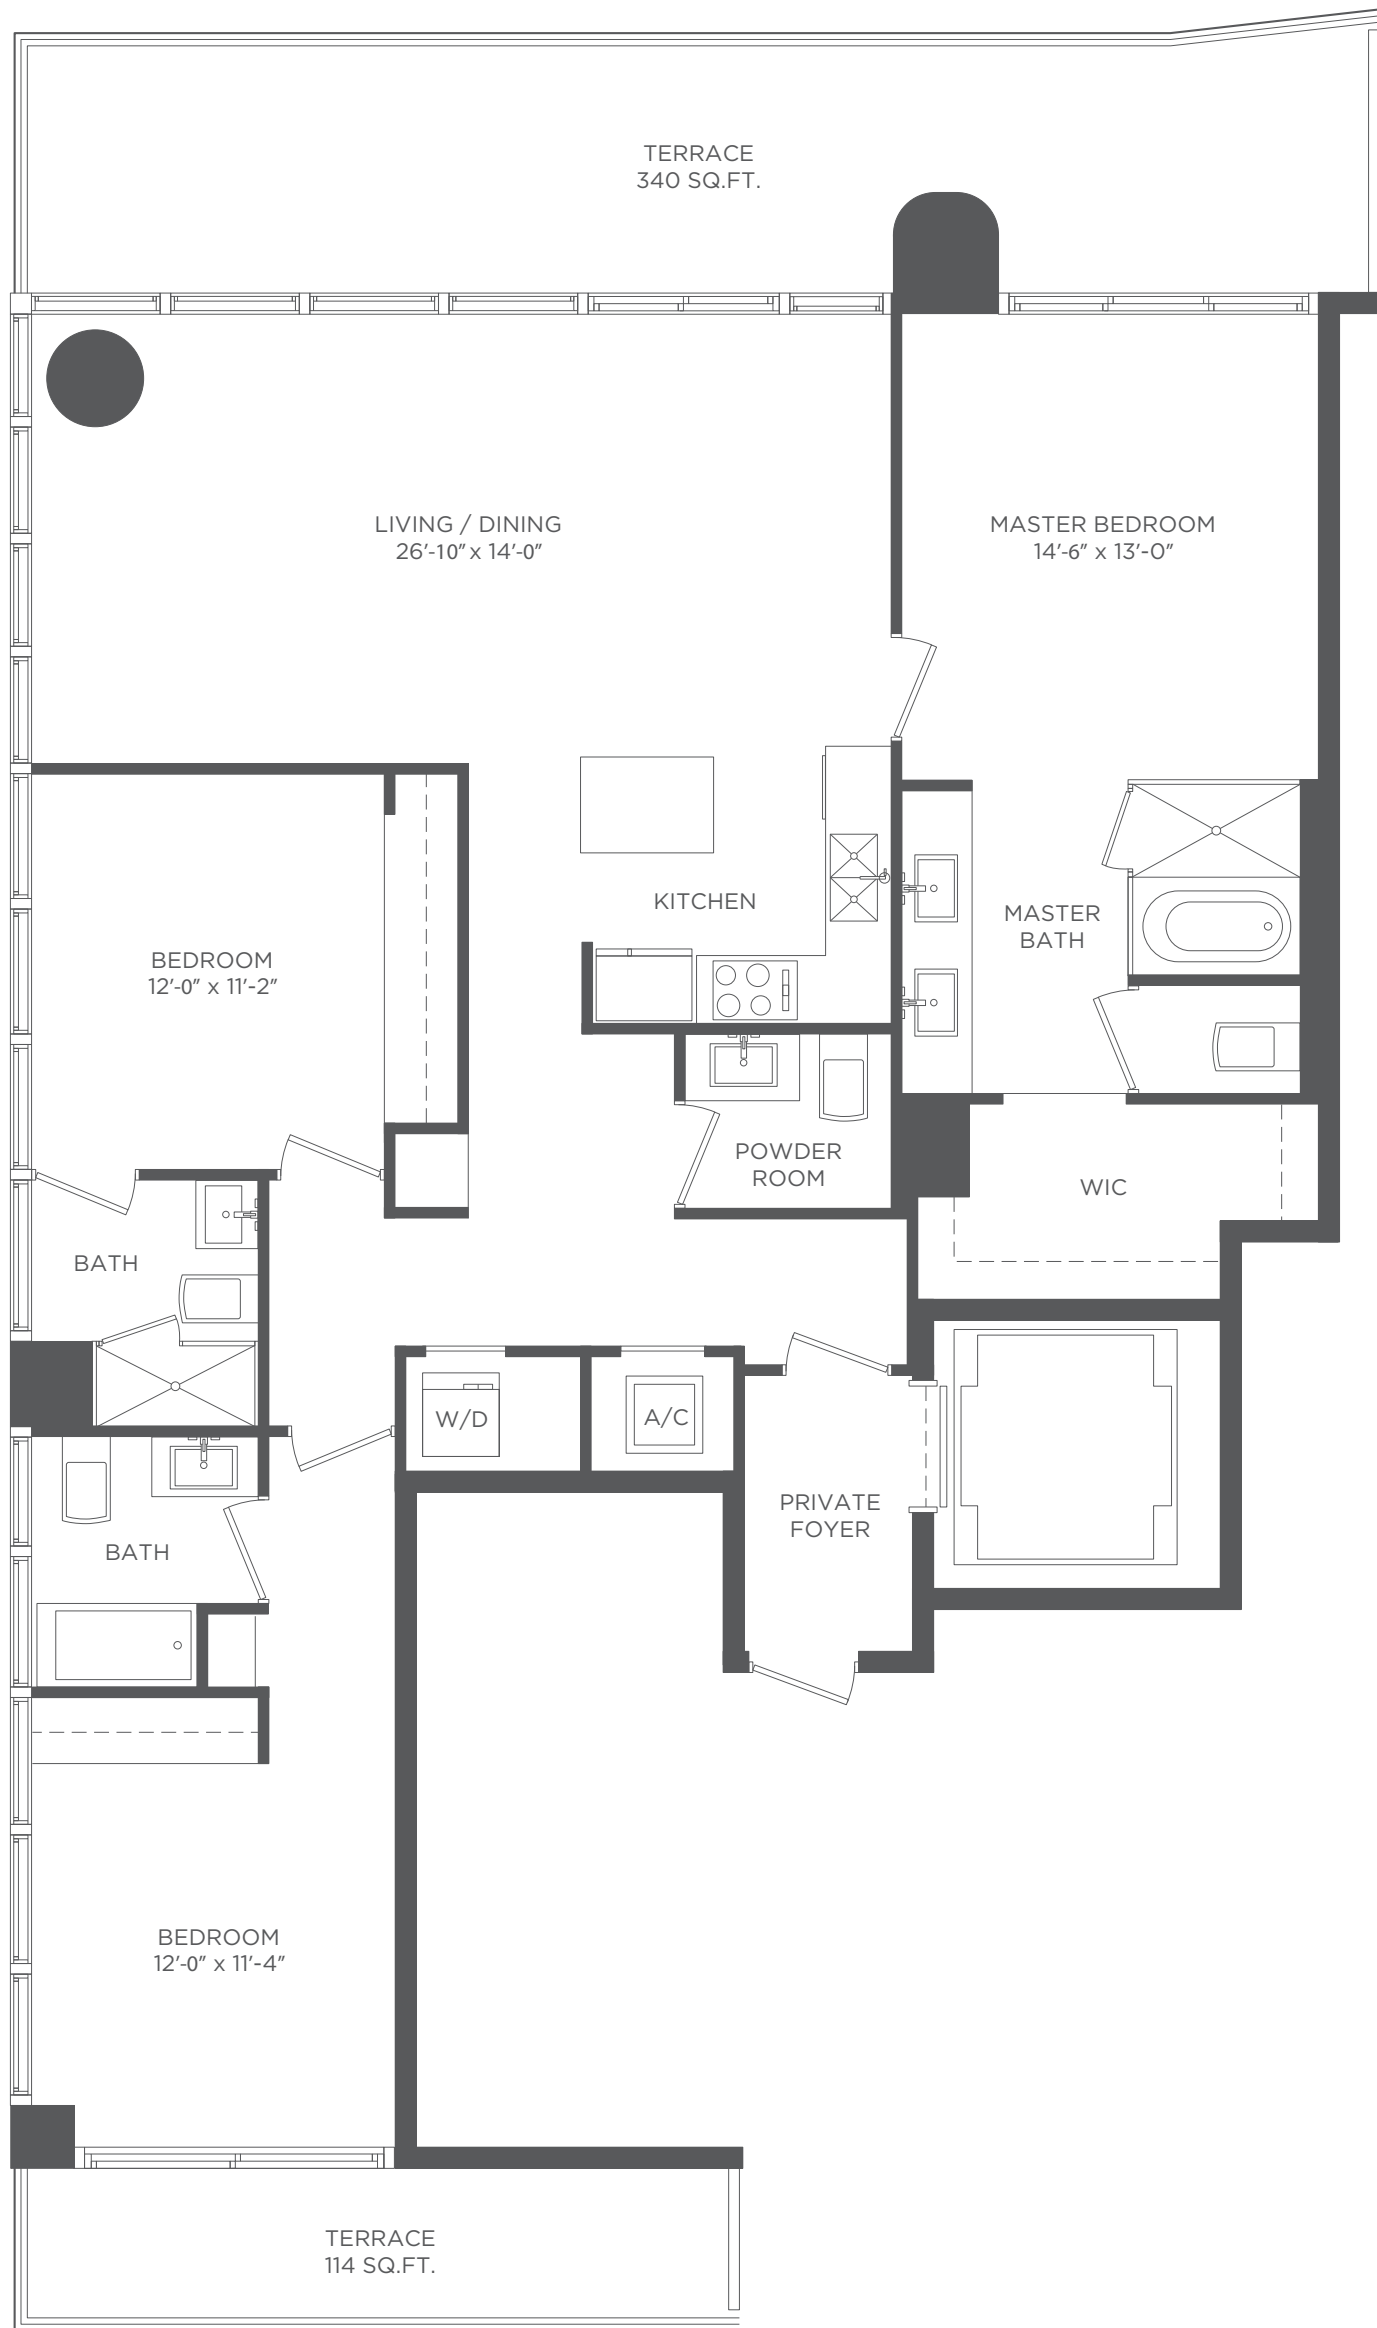 TERRACE
340 SQ.FT.
LIVING / DINING
26'-10" x 14'-0"
MASTER BEDROOM
14'-6" x 13'-0"
KITCHEN
MASTER
BATH
BEDROOM
12'-0" x 11'-2"
POWDER
ROOM
WIC
BATH
W/D
A/C
PRIVATE
FOYER
BATH
BEDROOM
12'-0" x 11'-4"
TERRACE
114 SQ.FT.